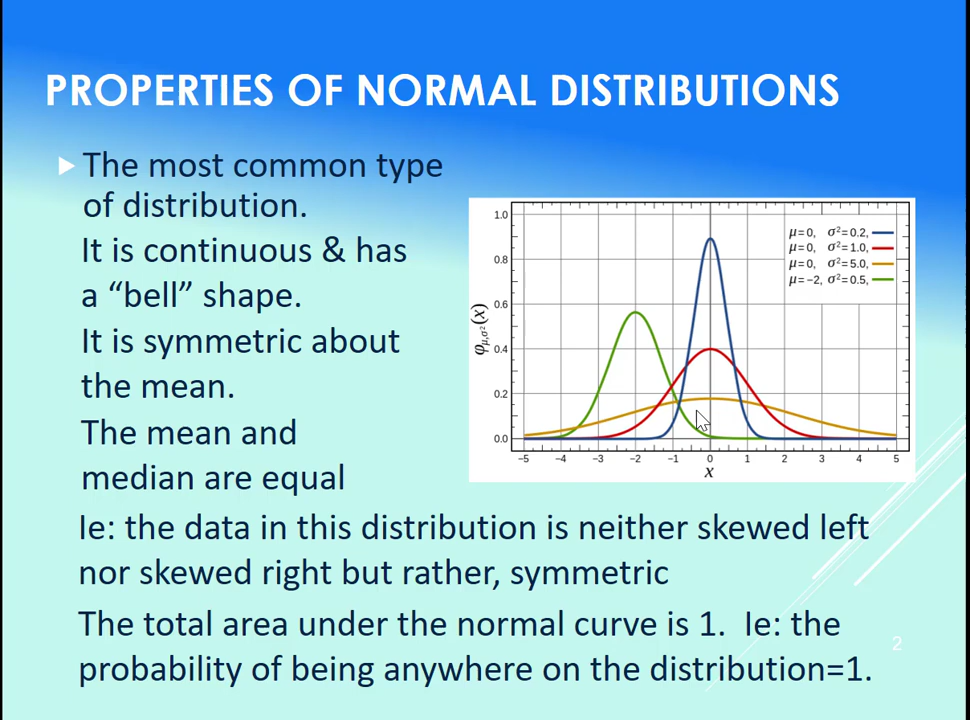 PROPERTIES OF NORMAL DISTRIBUTIONS
The most common type
of distribution.
It is continuous & has
a “bell” shape.
It is symmetric about
the mean.
The mean and
median are equal
φμ,σ²(x)
1.0
0.8
0.6
0.4
0.2
0.0
μ=0, σ²=0.2,
μ=0, σ²=1.0,
μ=0, σ²=5.0,
μ=−2, σ²=0.5,
−5 −4 −3 −2 −1 0 1 2 3 4 5
x
Ie: the data in this distribution is neither skewed left
nor skewed right but rather, symmetric
The total area under the normal curve is 1. Ie: the
probability of being anywhere on the distribution=1.
2